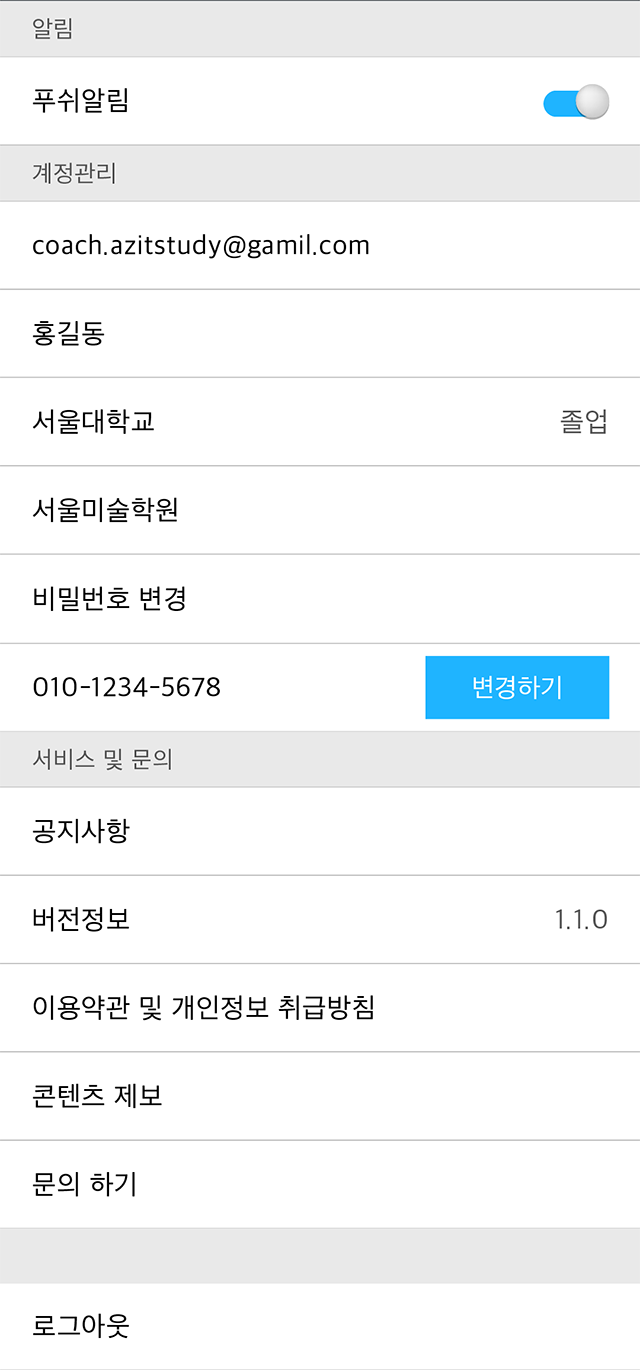 알림
푸쉬알림
계정관리
coach.azitstudy@gamil.com
홍길동
서울대학교 졸업
서울미술학원
비밀번호 변경
010-1234-5678 변경하기
서비스 및 문의
공지사항
버전정보 1.1.0
이용약관 및 개인정보 취급방침
콘텐츠 제보
문의 하기
로그아웃